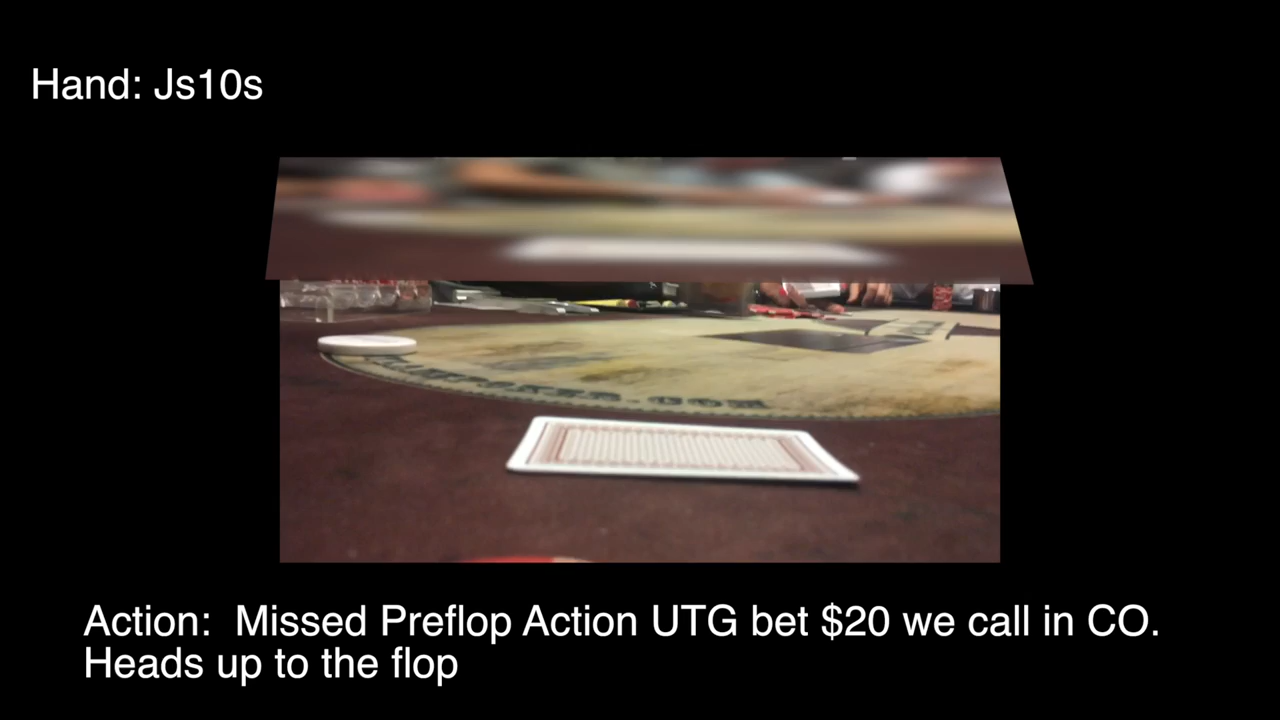 Hand: Js10s
Action:  Missed Preflop Action UTG bet $20 we call in CO.
Heads up to the flop